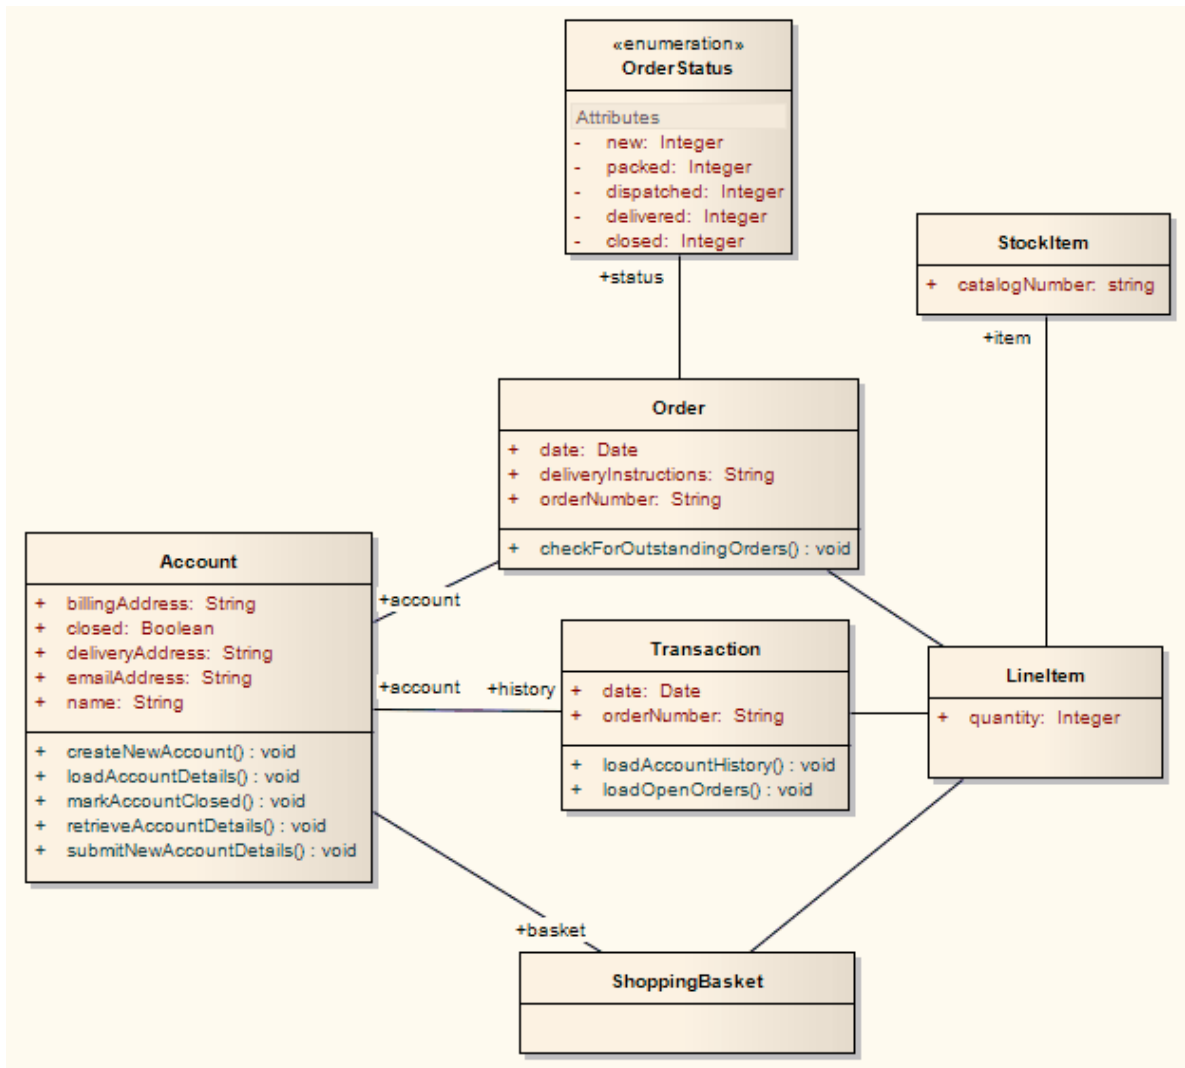 «enumeration»
OrderStatus
Attributes
- new: Integer
- packed: Integer
- dispatched: Integer
- delivered: Integer
- closed: Integer
+status
StockItem
+ catalogNumber: string
+item
Order
+ date: Date
+ deliveryInstructions: String
+ orderNumber: String
+ checkForOutstandingOrders() : void
Account
+ billingAddress: String
+ closed: Boolean
+ deliveryAddress: String
+ emailAddress: String
+ name: String
+ createNewAccount() : void
+ loadAccountDetails() : void
+ markAccountClosed() : void
+ retrieveAccountDetails() : void
+ submitNewAccountDetails() : void
+account
+account
+history
Transaction
+ date: Date
+ orderNumber: String
+ loadAccountHistory() : void
+ loadOpenOrders() : void
LineItem
+ quantity: Integer
+basket
ShoppingBasket